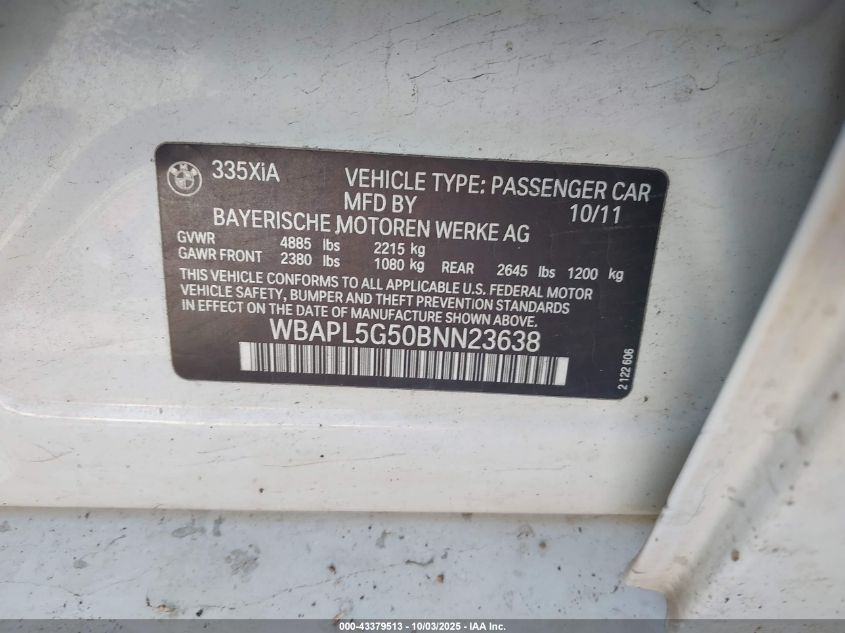 BMW
335XiA
VEHICLE TYPE: PASSENGER CAR
MFD BY 10/11
BAYERISCHE MOTOREN WERKE AG
GVWR 4885 lbs 2215 kg
GAWR FRONT 2380 lbs 1080 kg REAR 2645 lbs 1200 kg
THIS VEHICLE CONFORMS TO ALL APPLICABLE U.S. FEDERAL MOTOR
VEHICLE SAFETY, BUMPER AND THEFT PREVENTION STANDARDS
IN EFFECT ON THE DATE OF MANUFACTURE SHOWN ABOVE.
WBAPL5G50BNN23638
2 122 606
000-43379513 - 10/03/2025 - IAA Inc.